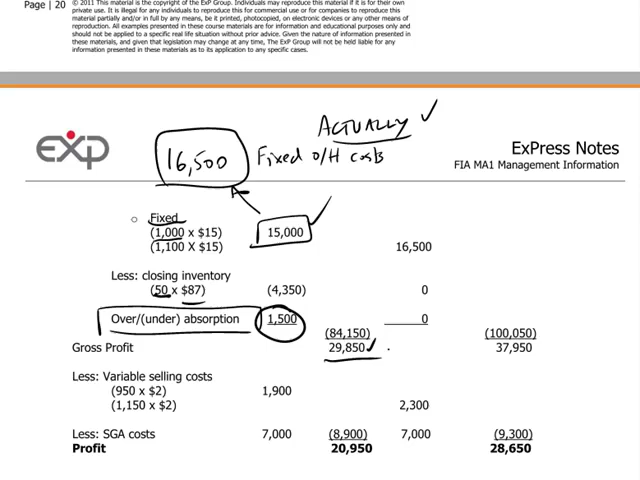 Page | 20 © 2011 This material is the copyright of the ExP Group. Individuals may reproduce this material if it is for their own
private use. It is illegal for any individuals to reproduce this for commercial use or for companies to reproduce this
material partially and/or in full by any means, be it printed, photocopied, on electronic devices or any other means of
reproduction. All examples presented in these course materials are for information and educational purposes only and
should not be applied to a specific real life situation without prior advice. Given the nature of information presented in
these materials, and given that legislation may change at any time, The ExP Group will not be held liable for any
information presented in these materials as to its application to any specific cases.
ACTUALLY ✓
exp 16,500 Fixed O/H costs ExPress Notes
FIA MA1 Management Information
o Fixed
(1,000 x $15) 15,000 ✓
(1,100 X $15) 16,500
Less: closing inventory
(50 x $87) (4,350) 0
Over/(under) absorption 1,500 0
(84,150) (100,050)
Gross Profit 29,850 ✓ 37,950
Less: Variable selling costs
(950 x $2) 1,900
(1,150 x $2) 2,300
Less: SGA costs 7,000 (8,900) 7,000 (9,300)
Profit 20,950 28,650